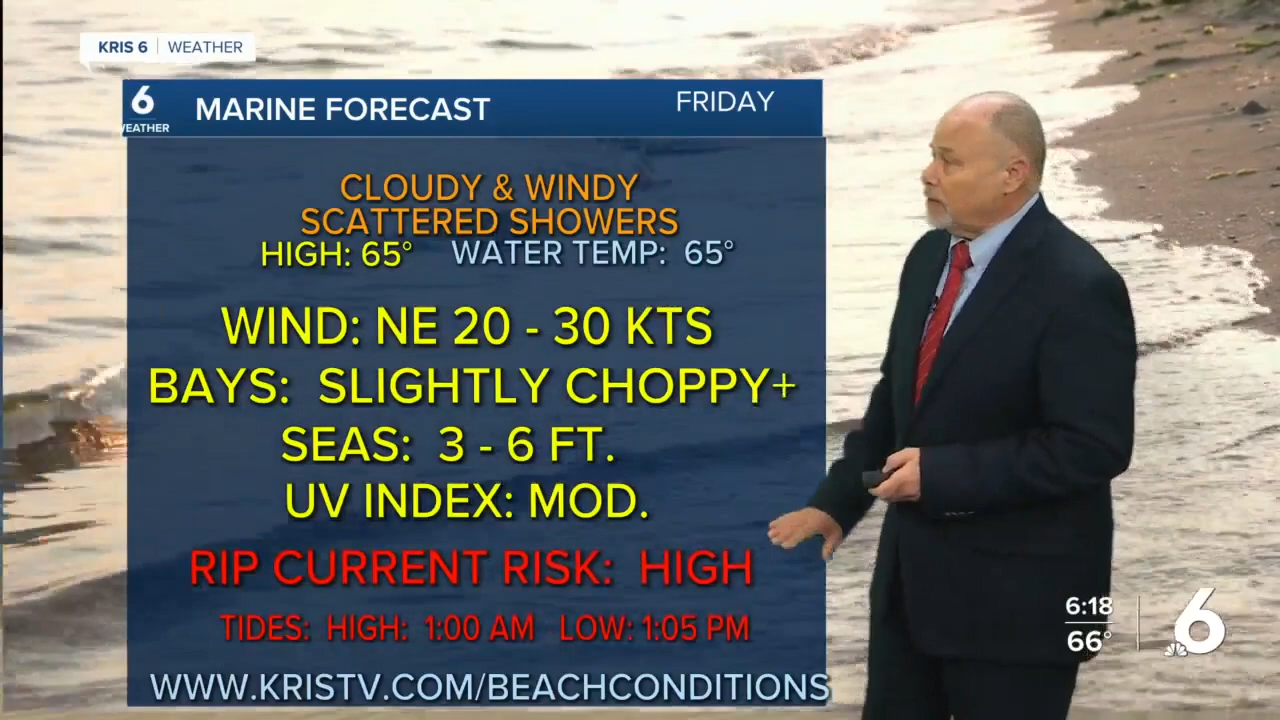 KRIS 6 WEATHER
6
WEATHER
MARINE FORECAST
FRIDAY
CLOUDY & WINDY
SCATTERED SHOWERS
HIGH: 65° WATER TEMP: 65°
WIND: NE 20 - 30 KTS
BAYS: SLIGHTLY CHOPPY+
SEAS: 3 - 6 FT.
UV INDEX: MOD.
RIP CURRENT RISK: HIGH
TIDES: HIGH: 1:00 AM LOW: 1:05 PM
WWW.KRISTV.COM/BEACHCONDITIONS
6:18
66°
6